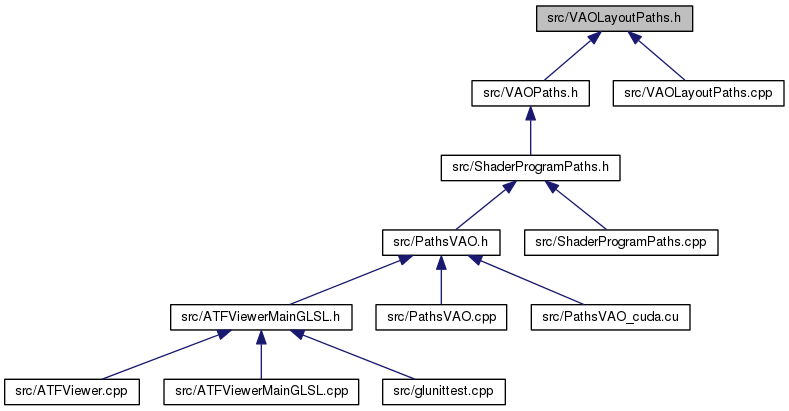 src/VAOLayoutPaths.h
src/VAOPaths.h
src/VAOLayoutPaths.cpp
src/ShaderProgramPaths.h
src/PathsVAO.h
src/ShaderProgramPaths.cpp
src/ATFViewerMainGLSL.h
src/PathsVAO.cpp
src/PathsVAO_cuda.cu
src/ATFViewer.cpp
src/ATFViewerMainGLSL.cpp
src/glunittest.cpp